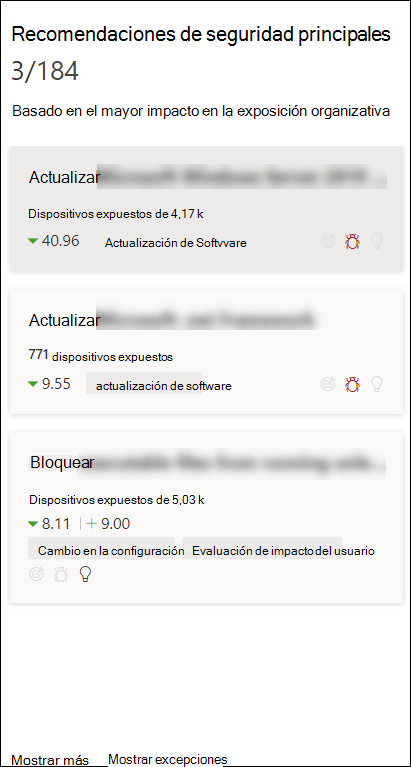 Recomendaciones de seguridad principales
3/184
Basado en el mayor impacto en la exposición organizativa
Actualizar
Dispositivos expuestos de 4,17 k
40.96 Actualización de Softvvare
Actualizar
771 dispositivos expuestos
9.55 actualización de software
Bloquear
Dispositivos expuestos de 5,03 k
8.11 | + 9.00
Cambio en la configuración Evaluación de impacto del usuario
Mostrar más Mostrar excepciones